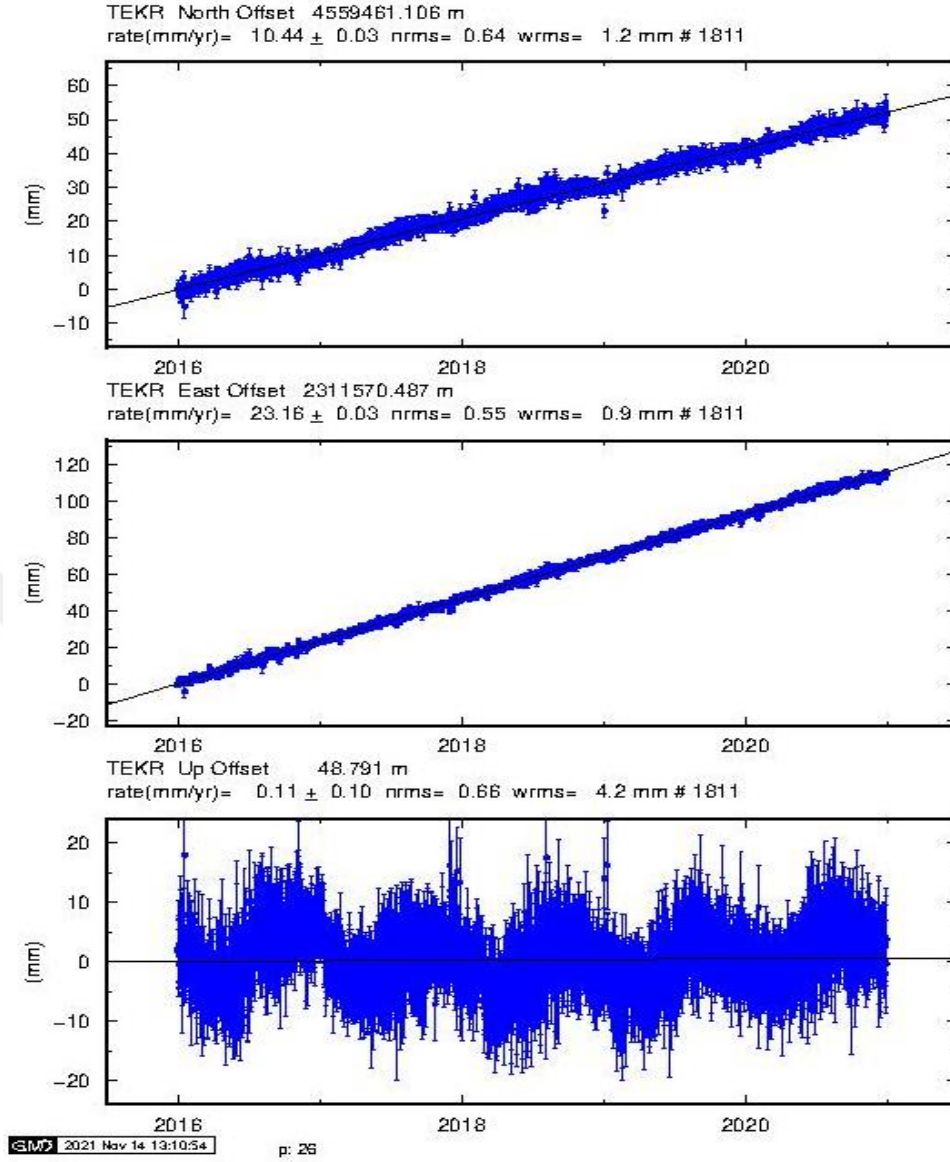 TEKR North Offset 4559461.106 m
rate(mm/yr)= 10.44 ± 0.03 nrms= 0.64 wrms= 1.2 mm # 1811
60
50
40
30
20
10
0
−10
(mm)
2016 2018 2020
TEKR East Offset 2311570.487 m
rate(mm/yr)= 23.16 ± 0.03 nrms= 0.55 wrms= 0.9 mm # 1811
120
100
80
60
40
20
0
−20
(mm)
2016 2018 2020
TEKR Up Offset 48.791 m
rate(mm/yr)= 0.11 ± 0.10 nrms= 0.66 wrms= 4.2 mm # 1811
20
10
0
−10
−20
(mm)
2016 2018 2020
GMT 2021 Nov 14 13:10:54 p: 26